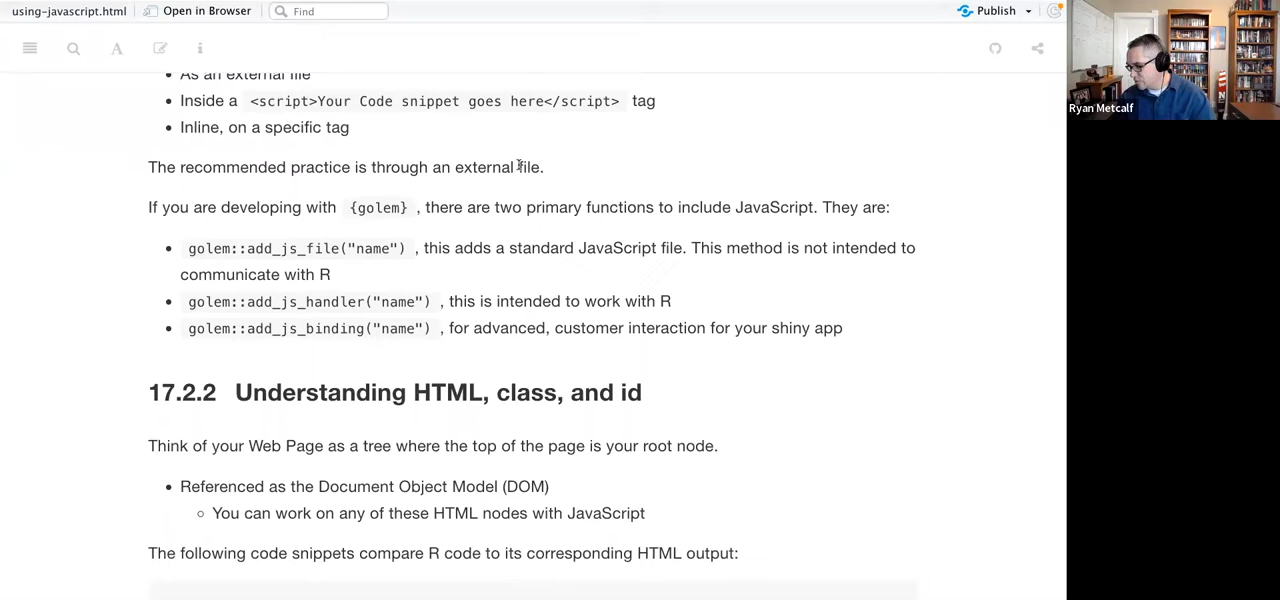 using-javascript.html Open in Browser Find Publish
As an external file
Inside a <script>Your Code snippet goes here</script> tag
Inline, on a specific tag
The recommended practice is through an external file.
If you are developing with {golem} , there are two primary functions to include JavaScript. They are:
golem::add_js_file("name") , this adds a standard JavaScript file. This method is not intended to
communicate with R
golem::add_js_handler("name") , this is intended to work with R
golem::add_js_binding("name") , for advanced, customer interaction for your shiny app
17.2.2 Understanding HTML, class, and id
Think of your Web Page as a tree where the top of the page is your root node.
Referenced as the Document Object Model (DOM)
You can work on any of these HTML nodes with JavaScript
The following code snippets compare R code to its corresponding HTML output:
Ryan Metcalf